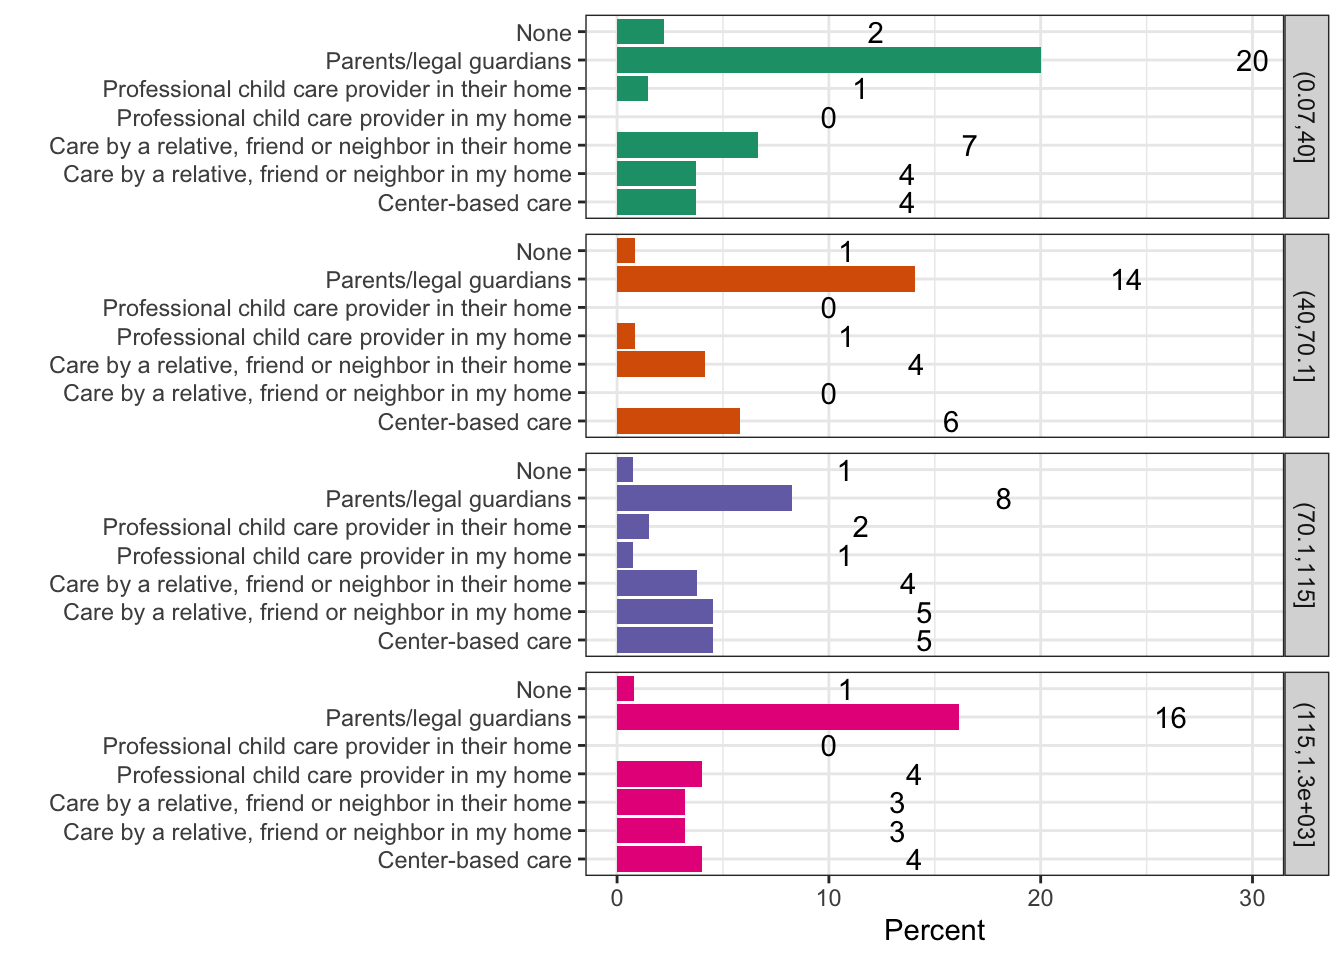 None 2
Parents/legal guardians 20
Professional child care provider in their home 1
Professional child care provider in my home 0
Care by a relative, friend or neighbor in their home 7
Care by a relative, friend or neighbor in my home 4
Center-based care 4
(0.07,40]
None 1
Parents/legal guardians 14
Professional child care provider in their home 0
Professional child care provider in my home 1
Care by a relative, friend or neighbor in their home 4
Care by a relative, friend or neighbor in my home 0
Center-based care 6
(40,70.1]
None 1
Parents/legal guardians 8
Professional child care provider in their home 2
Professional child care provider in my home 1
Care by a relative, friend or neighbor in their home 4
Care by a relative, friend or neighbor in my home 5
Center-based care 5
(70.1,115]
None 1
Parents/legal guardians 16
Professional child care provider in their home 0
Professional child care provider in my home 4
Care by a relative, friend or neighbor in their home 3
Care by a relative, friend or neighbor in my home 3
Center-based care 4
(115,1.3e+03]
0 10 20 30
Percent